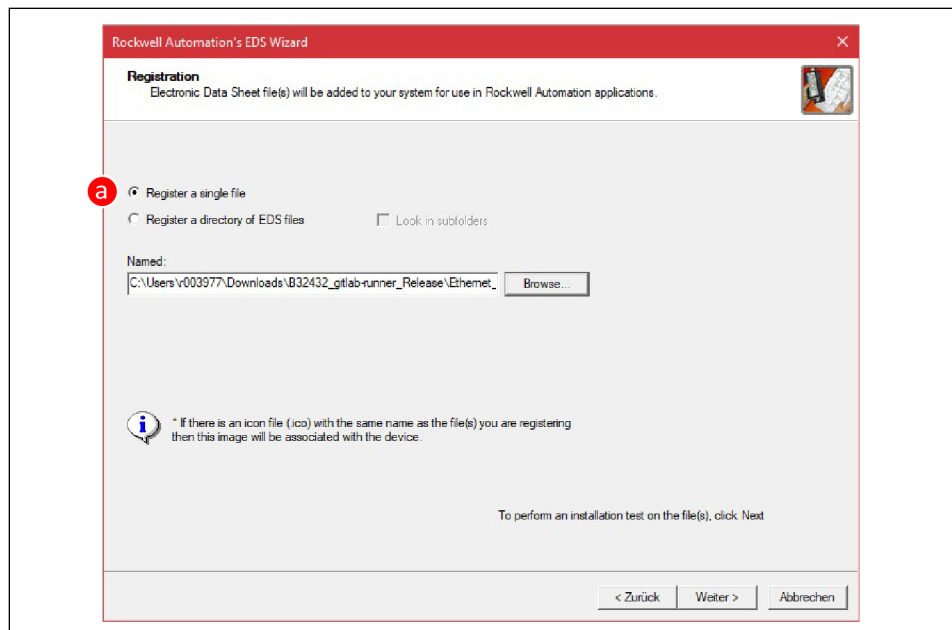 Rockwell Automation's EDS Wizard
Registration
Electronic Data Sheet file(s) will be added to your system for use in Rockwell Automation applications.
a
Register a single file
Register a directory of EDS files
Look in subfolders
Named:
C:\Users\r003977\Downloads\B32432_gitlab-runner_Release\Ethernet_
Browse...
* If there is an icon file (.ico) with the same name as the file(s) you are registering
then this image will be associated with the device.
To perform an installation test on the file(s), click Next
< Zurück
Weiter >
Abbrechen